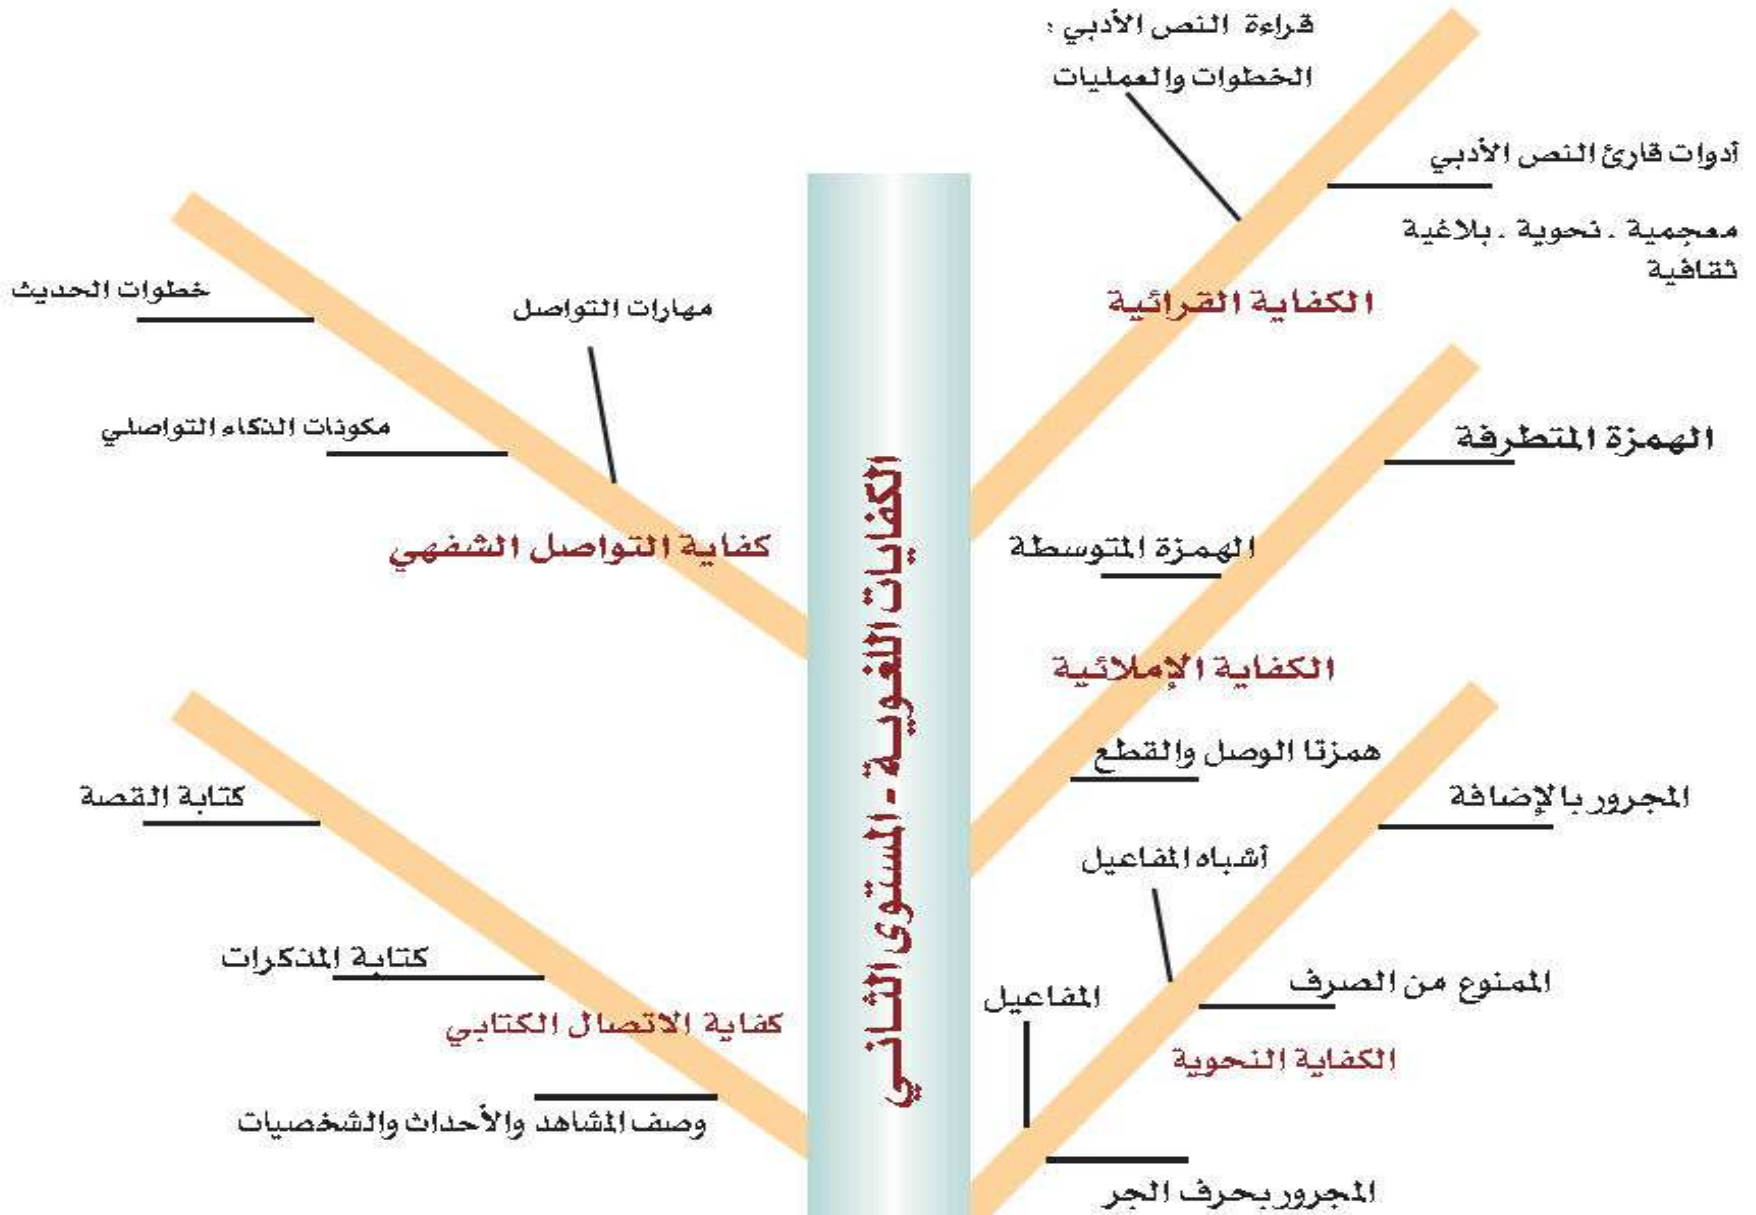 قراءة النص الأدبي :
الخطوات والعمليات
أدوات قارئ النص الأدبي
معجمية . نحوية . بلاغية
ثقافية
الكفاية القرائية
الهمزة المتطرفة
الهمزة المتوسطة
الكفاية الإملائية
همزتا الوصل والقطع
المجرور بالإضافة
أشباه المفاعيل
الممنوع من الصرف
المفاعيل
الكفاية النحوية
المجرور بحرف الجر
الكفايات اللغوية - المستوى الثاني
مهارات التواصل
خطوات الحديث
مكونات الذكاء التواصلي
كفاية التواصل الشفهي
كتابة القصة
كتابة المذكرات
كفاية الاتصال الكتابي
وصف المشاهد والأحداث والشخصيات